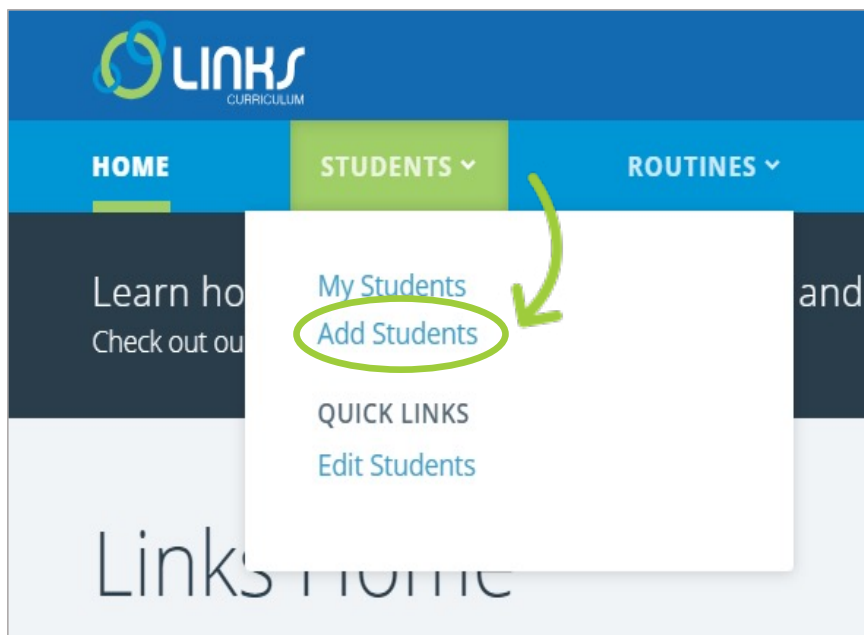 LINKS
CURRICULUM
HOME STUDENTS ROUTINES
Learn ho and
Check out ou
My Students
Add Students
QUICK LINKS
Edit Students
Links Home